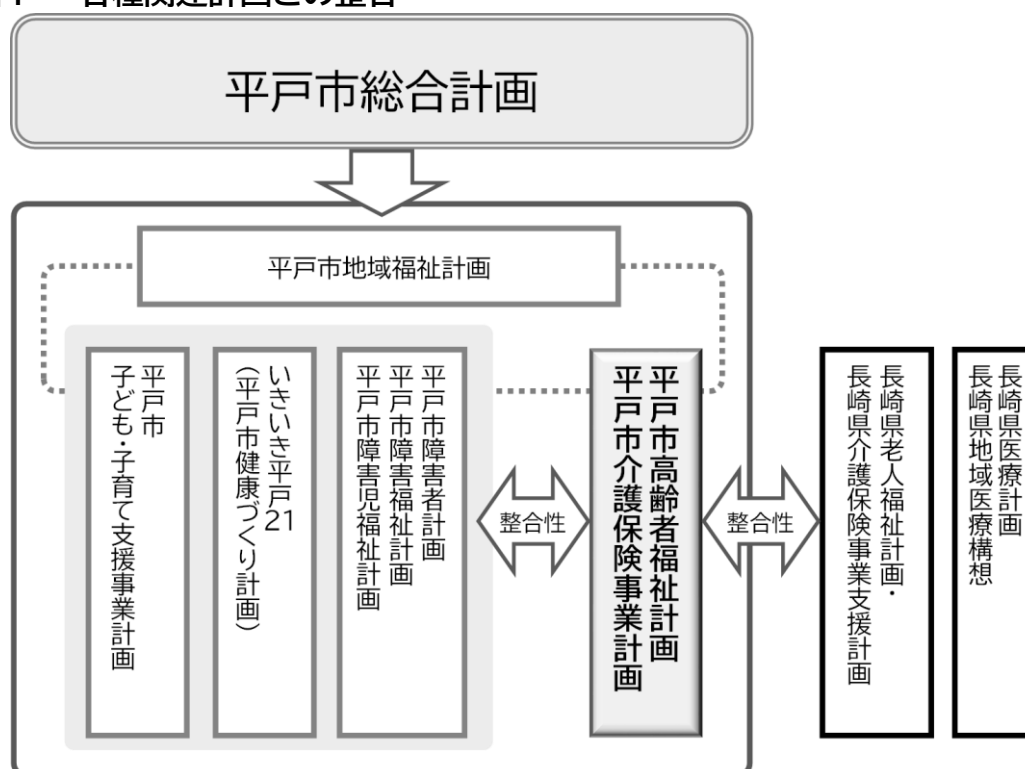 各種関連計画との整合
平戸市総合計画
平戸市地域福祉計画
平戸市
子ども・子育て支援事業計画
いきいき平戸21
（平戸市健康づくり計画）
平戸市障害者計画
平戸市障害福祉計画
平戸市障害児福祉計画
整合性
平戸市高齢者福祉計画
平戸市介護保険事業計画
整合性
長崎県老人福祉計画・
長崎県介護保険事業支援計画
長崎県医療計画
長崎県地域医療構想